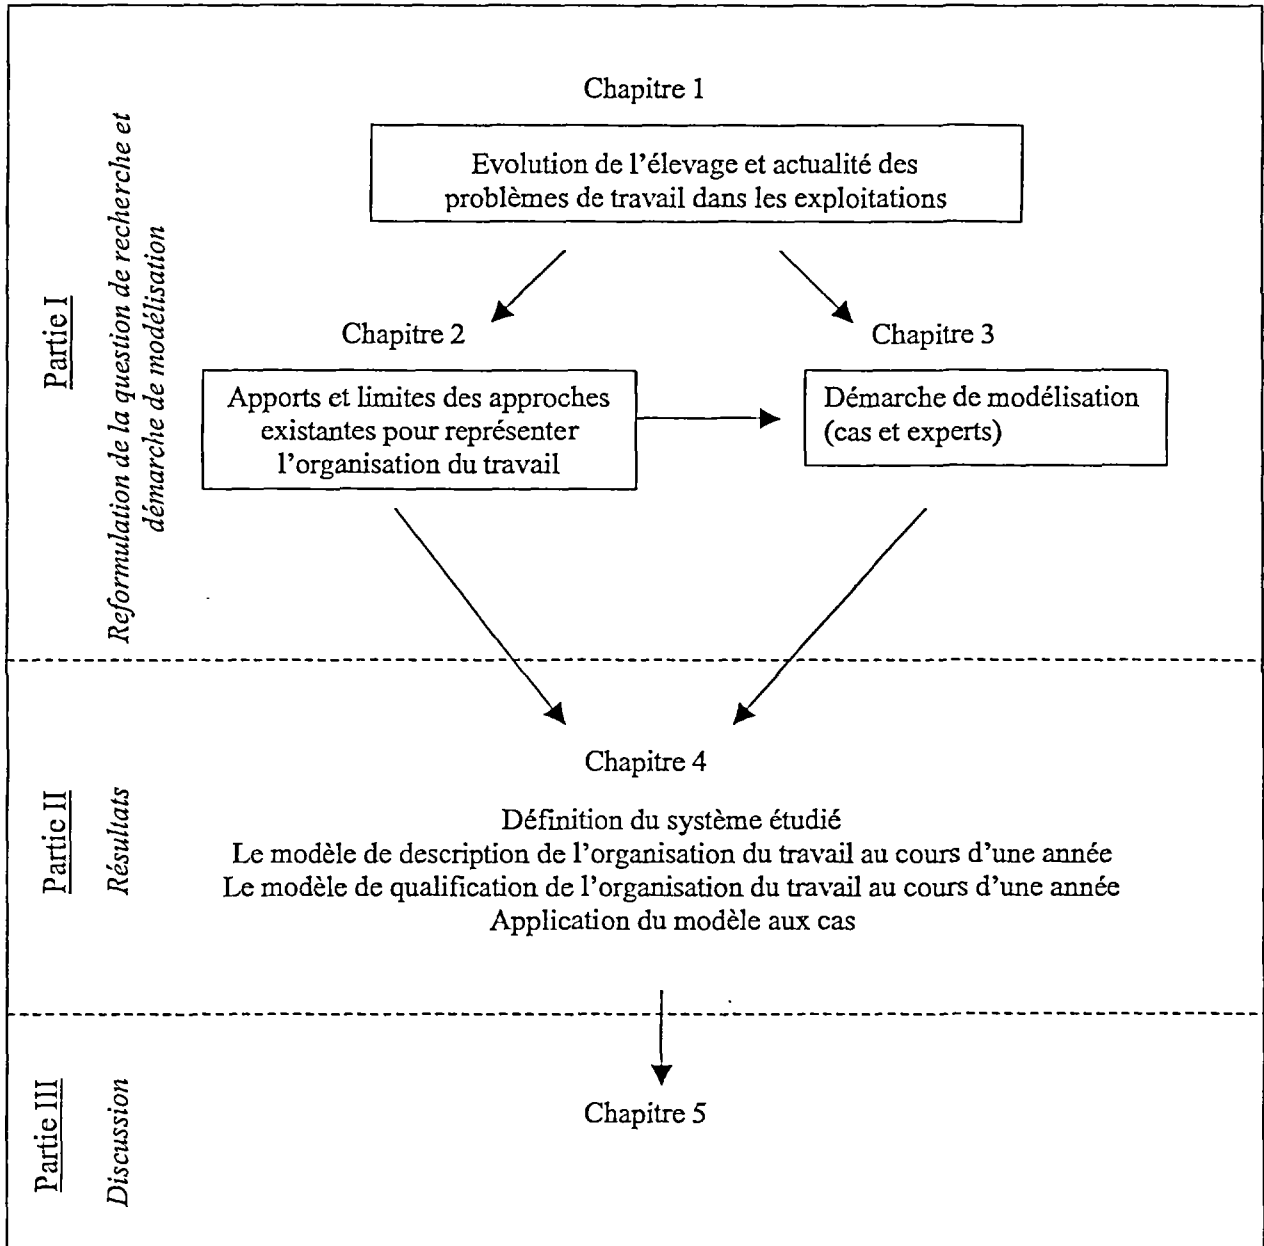 Partie I
Reformulation de la question de recherche et
démarche de modélisation
Chapitre 1
Evolution de l'élevage et actualité des
problèmes de travail dans les exploitations
Chapitre 2
Apports et limites des approches
existantes pour représenter
l'organisation du travail
Chapitre 3
Démarche de modélisation
(cas et experts)
Partie II
Résultats
Chapitre 4
Définition du système étudié
Le modèle de description de l'organisation du travail au cours d'une année
Le modèle de qualification de l'organisation du travail au cours d'une année
Application du modèle aux cas
Partie III
Discussion
Chapitre 5